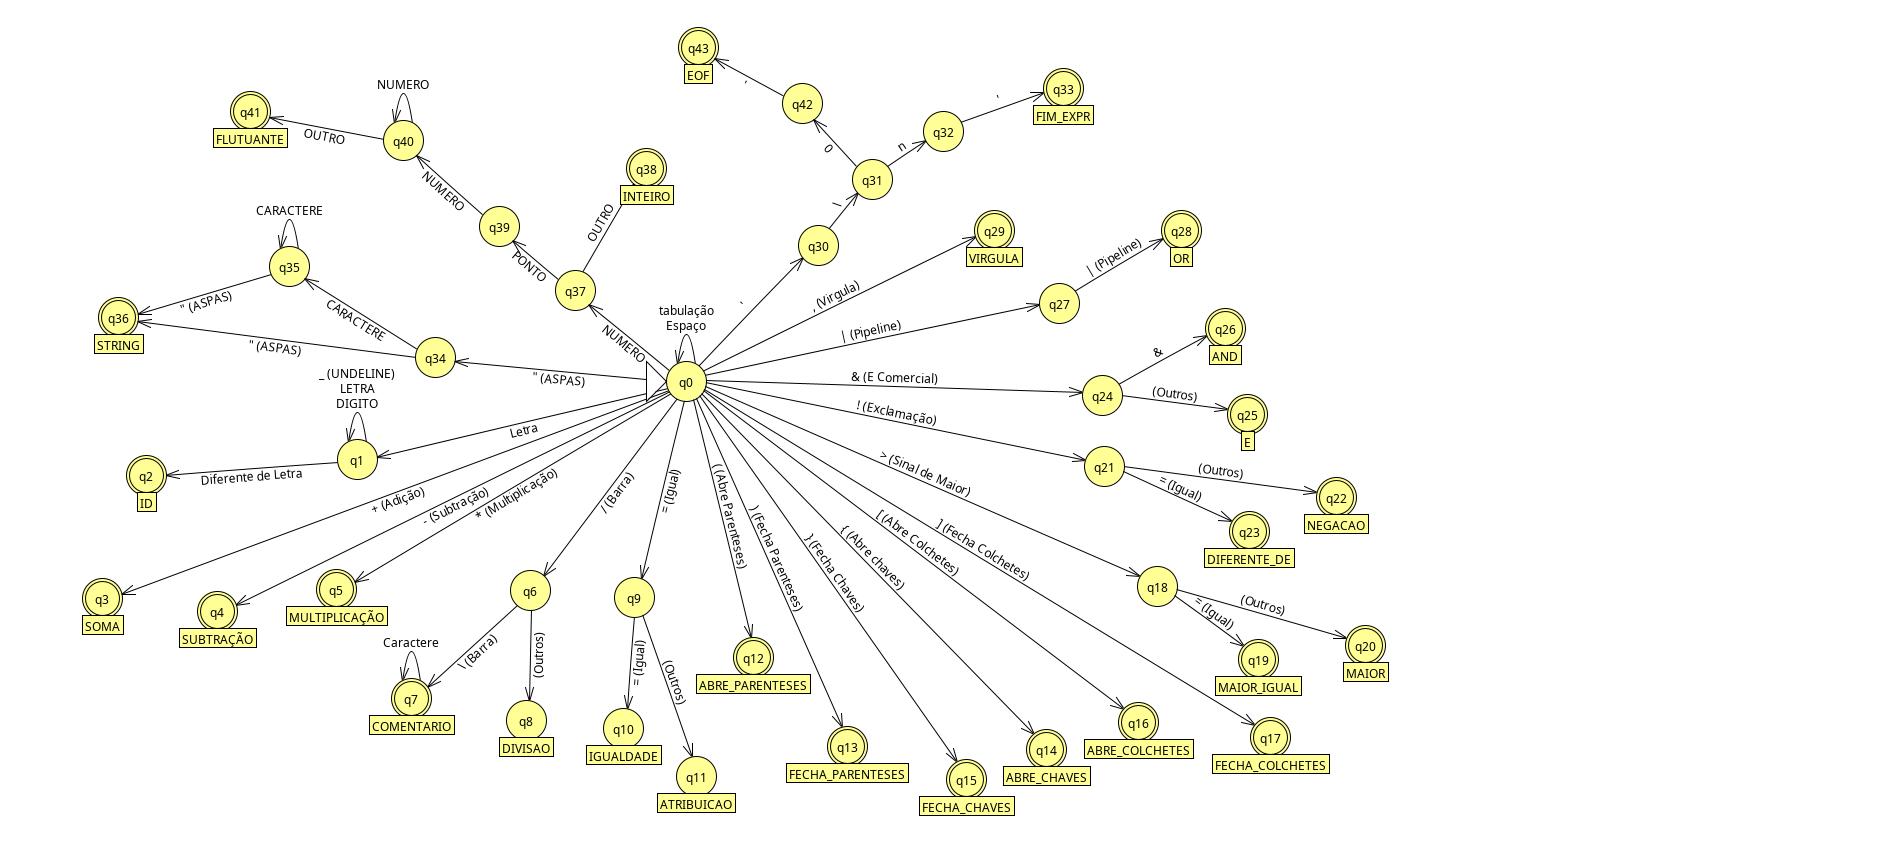 q43
EOF
'
q42
q33
FIM_EXPR
'
q32
n
0
q31
\
q30
'
NUMERO
q41
FLUTUANTE
OUTRO
q40
NUMERO
q39
PONTO
q37
OUTRO
q38
INTEIRO
NUMERO
CARACTERE
q35
" (ASPAS)
CARACTERE
q36
STRING
" (ASPAS)
q34
" (ASPAS)
tabulação
Espaço
q0
q29
VIRGULA
, (Virgula)
q28
OR
| (Pipeline)
q27
| (Pipeline)
q26
AND
&
q24
(Outros)
q25
E
& (E Comercial)
! (Exclamação)
q21
(Outros)
q22
NEGACAO
= (Igual)
q23
DIFERENTE_DE
> (Sinal de Maior)
q18
(Outros)
q20
MAIOR
= (Igual)
q19
MAIOR_IGUAL
_ (UNDELINE)
LETRA
DIGITO
q1
Letra
Diferente de Letra
q2
ID
+ (Adição)
q3
SOMA
- (Subtração)
q4
SUBTRAÇÃO
* (Multiplicação)
q5
MULTIPLICAÇÃO
/ (Barra)
q6
\ (Barra)
Caractere
q7
COMENTARIO
(Outros)
q8
DIVISAO
= (Igual)
q9
= (Igual)
q10
IGUALDADE
(Outros)
q11
ATRIBUICAO
( (Abre Parenteses)
q12
ABRE_PARENTESES
) (Fecha Parenteses)
q13
FECHA_PARENTESES
} (Fecha Chaves)
q15
FECHA_CHAVES
{ (Abre chaves)
q14
ABRE_CHAVES
[ (Abre Colchetes)
q16
ABRE_COLCHETES
] (Fecha Colchetes)
q17
FECHA_COLCHETES